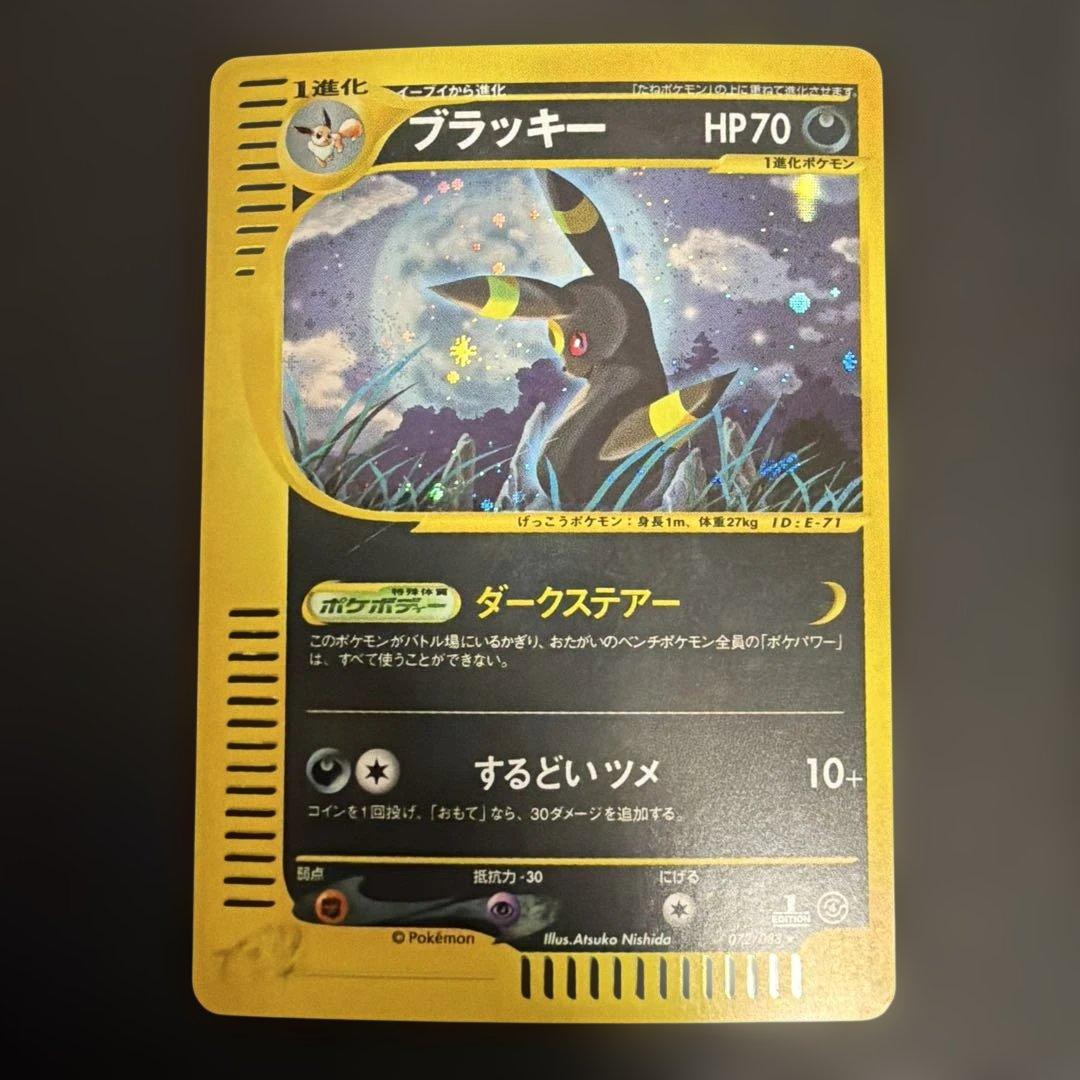 1進化
イーブイから進化
「たねポケモン」の上に重ねて進化させます。
ブラッキー HP70
1進化ポケモン
げっこうポケモン：身長1m、体重27kg ID:E-71
特殊体質
ポケボディー ダークステアー
このポケモンがバトル場にいるかぎり、おたがいのベンチポケモン全員の「ポケパワー」
は、すべて使うことができない。
するどいツメ 10+
コインを1回投げ、「おもて」なら、30ダメージを追加する。
弱点 抵抗力-30 にげる
1
EDITION
©Pokémon Illus.Atsuko Nishida 072/088★